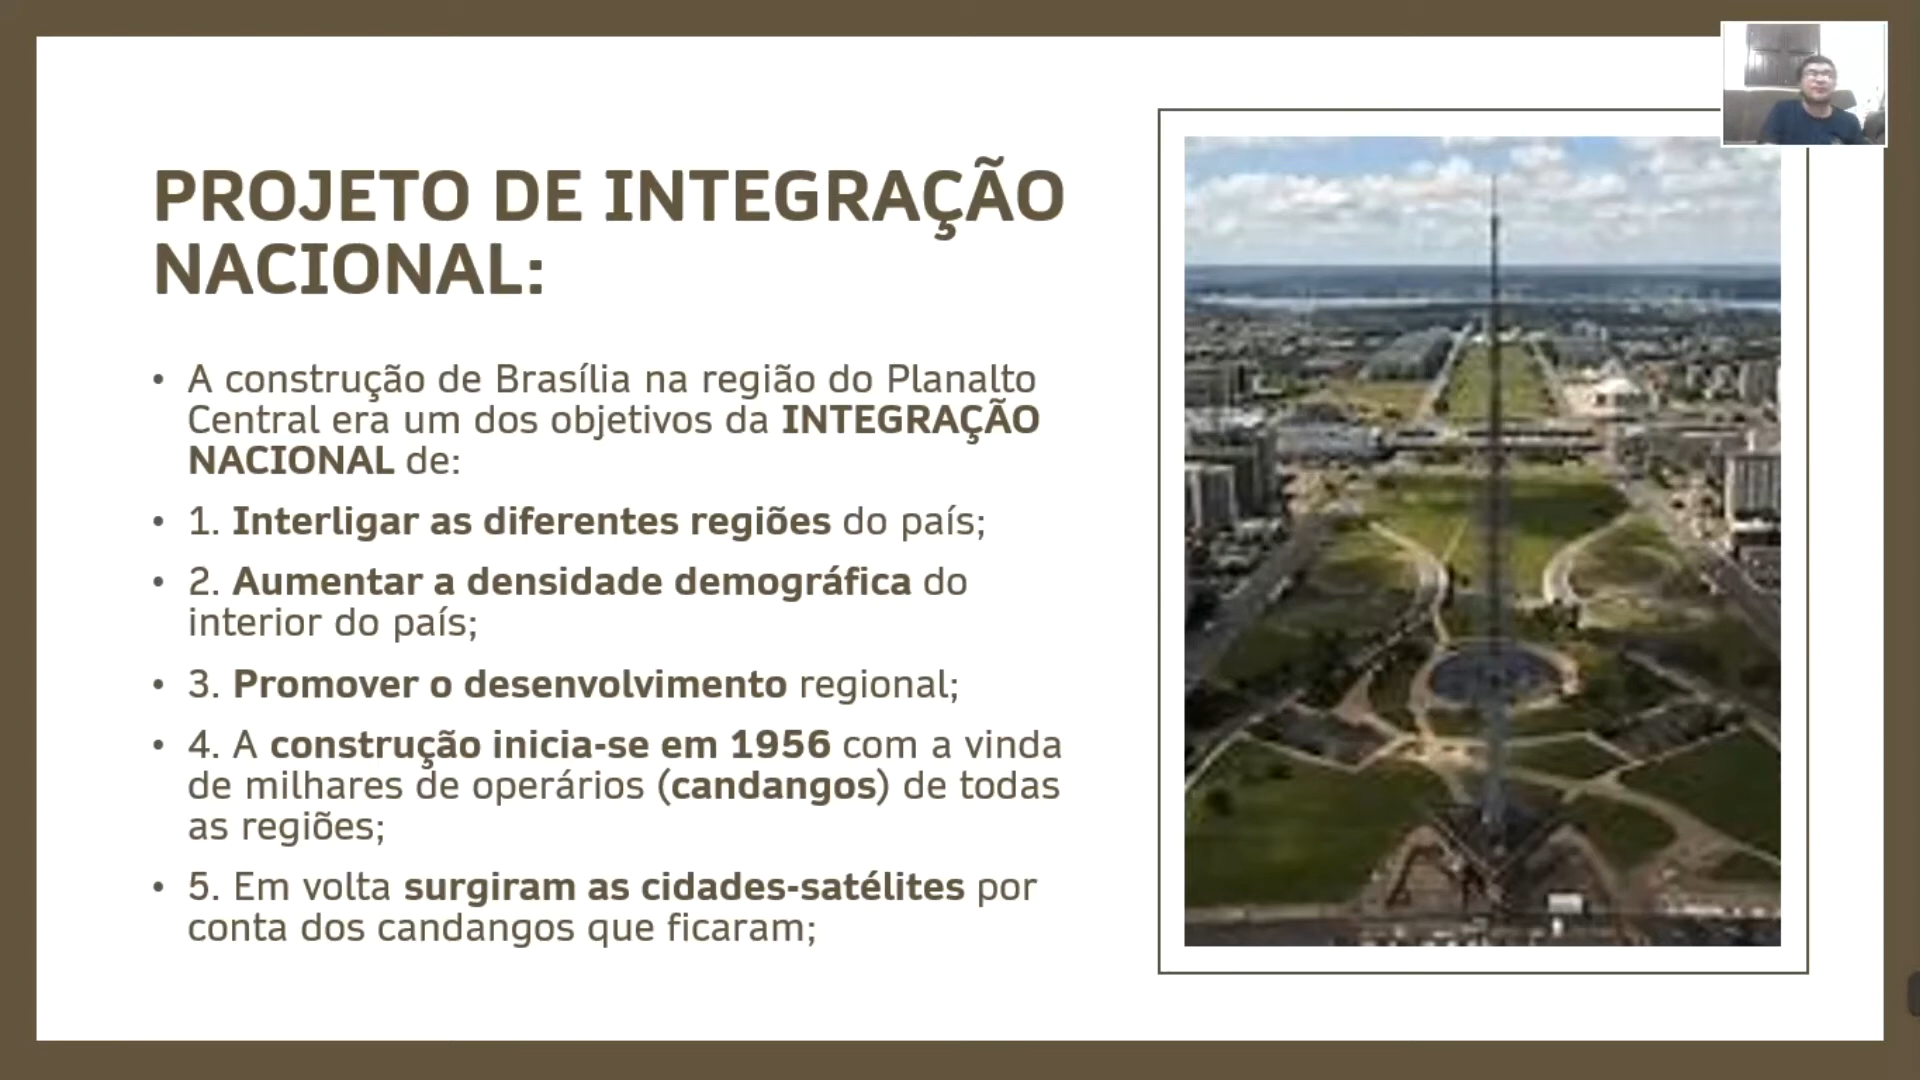 PROJETO DE INTEGRAÇÃO
NACIONAL:
• A construção de Brasília na região do Planalto
Central era um dos objetivos da INTEGRAÇÃO
NACIONAL de:
• 1. Interligar as diferentes regiões do país;
• 2. Aumentar a densidade demográfica do
interior do país;
• 3. Promover o desenvolvimento regional;
• 4. A construção inicia-se em 1956 com a vinda
de milhares de operários (candangos) de todas
as regiões;
• 5. Em volta surgiram as cidades-satélites por
conta dos candangos que ficaram;